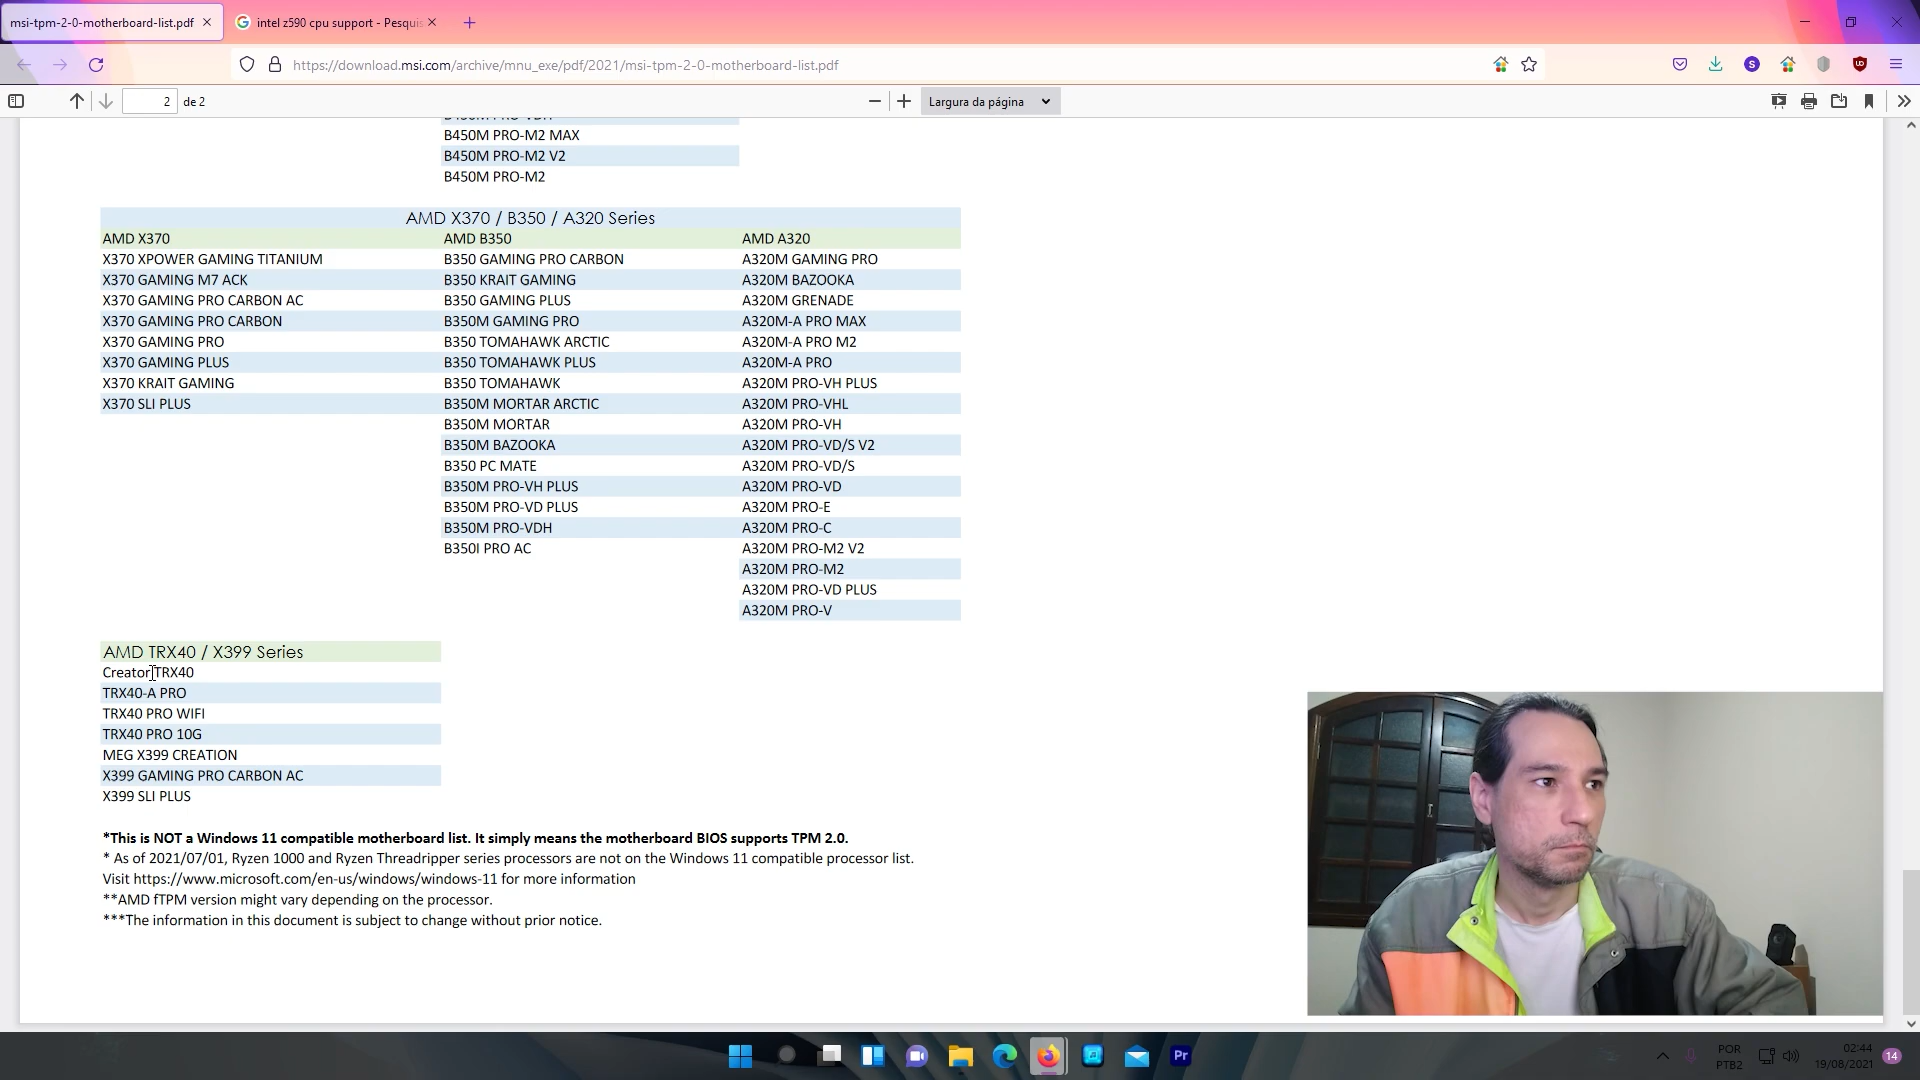 msi-tpm-2-0-motherboard-list.pdf
intel z590 cpu support - Pesquis
https://download.msi.com/archive/mnu_exe/pdf/2021/msi-tpm-2-0-motherboard-list.pdf
2 de 2
Largura da página
B450M PRO-M2 MAX
B450M PRO-M2 V2
B450M PRO-M2
AMD X370 / B350 / A320 Series
AMD X370 AMD B350 AMD A320
X370 XPOWER GAMING TITANIUM B350 GAMING PRO CARBON A320M GAMING PRO
X370 GAMING M7 ACK B350 KRAIT GAMING A320M BAZOOKA
X370 GAMING PRO CARBON AC B350 GAMING PLUS A320M GRENADE
X370 GAMING PRO CARBON B350M GAMING PRO A320M-A PRO MAX
X370 GAMING PRO B350 TOMAHAWK ARCTIC A320M-A PRO M2
X370 GAMING PLUS B350 TOMAHAWK PLUS A320M-A PRO
X370 KRAIT GAMING B350 TOMAHAWK A320M PRO-VH PLUS
X370 SLI PLUS B350M MORTAR ARCTIC A320M PRO-VHL
B350M MORTAR A320M PRO-VH
B350M BAZOOKA A320M PRO-VD/S V2
B350 PC MATE A320M PRO-VD/S
B350M PRO-VH PLUS A320M PRO-VD
B350M PRO-VD PLUS A320M PRO-E
B350M PRO-VDH A320M PRO-C
B350I PRO AC A320M PRO-M2 V2
A320M PRO-M2
A320M PRO-VD PLUS
A320M PRO-V
AMD TRX40 / X399 Series
Creator TRX40
TRX40-A PRO
TRX40 PRO WIFI
TRX40 PRO 10G
MEG X399 CREATION
X399 GAMING PRO CARBON AC
X399 SLI PLUS
*This is NOT a Windows 11 compatible motherboard list. It simply means the motherboard BIOS supports TPM 2.0.
* As of 2021/07/01, Ryzen 1000 and Ryzen Threadripper series processors are not on the Windows 11 compatible processor list.
Visit https://www.microsoft.com/en-us/windows/windows-11 for more information
**AMD fTPM version might vary depending on the processor.
***The information in this document is subject to change without prior notice.
Pr
POR
PTB2
02:44
19/08/2021
14